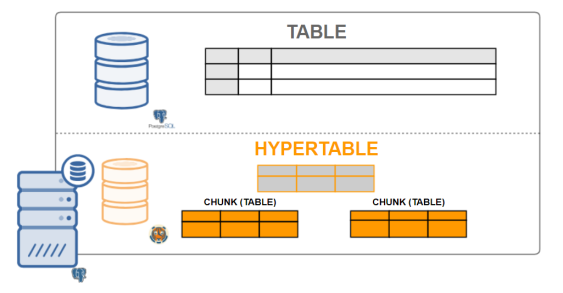 TABLE
PostgreSQL
HYPERTABLE
CHUNK (TABLE)
CHUNK (TABLE)